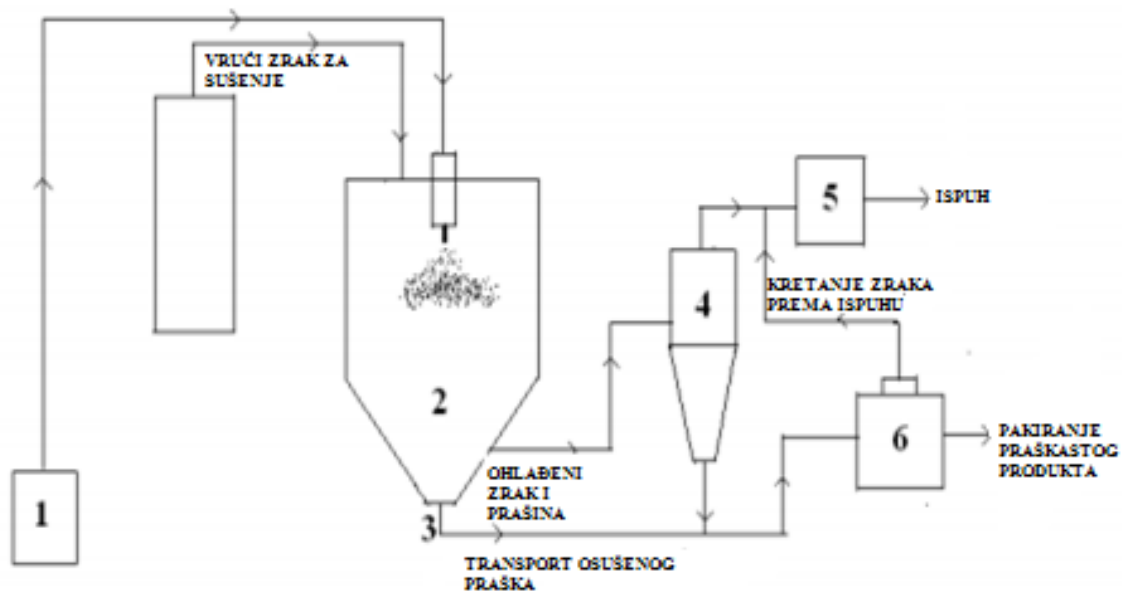 VRUĆI ZRAK ZA
SUŠENJE
5
ISPUH
KRETANJE ZRAKA
PREMA ISPUHU
4
2
6
PAKIRANJE
PRAŠKASTOG
PRODUKTA
OHLAĐENI
ZRAK I
PRAŠINA
1
3
TRANSPORT OSUŠENOG
PRAŠKA